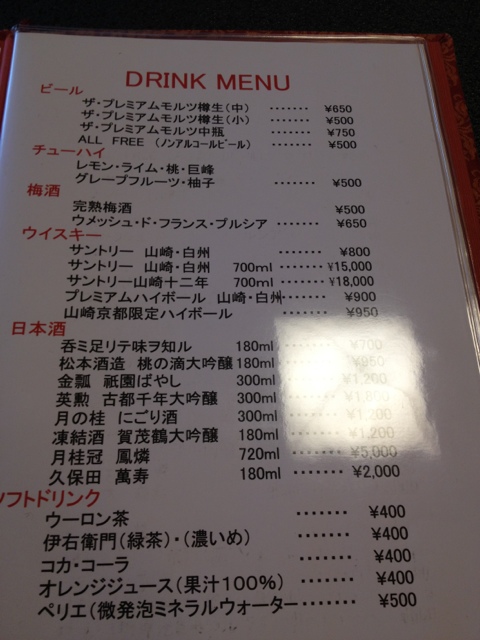 DRINK MENU
ビール
ザ・プレミアムモルツ樽生(中) ・・・・・・・ ¥650
ザ・プレミアムモルツ樽生(小) ・・・・・・・ ¥500
ザ・プレミアムモルツ中瓶 ・・・・・・・ ¥750
ALL FREE (ノンアルコールビール) ・・・・・・・ ¥500
チューハイ
レモン・ライム・桃・巨峰
グレープフルーツ・柚子 ・・・・・・・ ¥500
梅酒
完熟梅酒 ¥500
ウメッシュ・ド・フランス・プルシア ・・・・・・・ ¥650
ウイスキー
サントリー 山崎・白州 ・・・・・・・ ¥800
サントリー 山崎・白州 700ml ・・・・・・・ ¥15,000
サントリー山崎十二年 700ml ・・・・・・・ ¥18,000
プレミアムハイボール 山崎・白州 ・・・・・・・ ¥900
山崎京都限定ハイボール ・・・・・・・ ¥950
日本酒
呑ミ足リテ味ヲ知ル 180ml ・・・・・・・ ¥700
松本酒造 桃の滴大吟醸 180ml ・・・・・・・ ¥950
金瓢 祇園ばやし 300ml ・・・・・・・ ¥1,200
英勲 古都千年大吟醸 300ml ・・・・・・・
月の桂 にごり酒 300ml ・・・・・・・ ¥1,200
凍結酒 賀茂鶴大吟醸 180ml ・・・・・・・ ¥1,200
月桂冠 鳳燐 720ml ・・・・・・・ ¥5,000
久保田 萬寿 180ml ・・・・・・・ ¥2,000
ソフトドリンク
ウーロン茶 ・・・・・・・ ¥400
伊右衛門(緑茶)・(濃いめ) ・・・・・・・ ¥400
コカ・コーラ ・・・・・・・ ¥400
オレンジジュース(果汁100%) ・・・・・・・ ¥400
ペリエ(微発泡ミネラルウォーター ・・・・・・・ ¥500